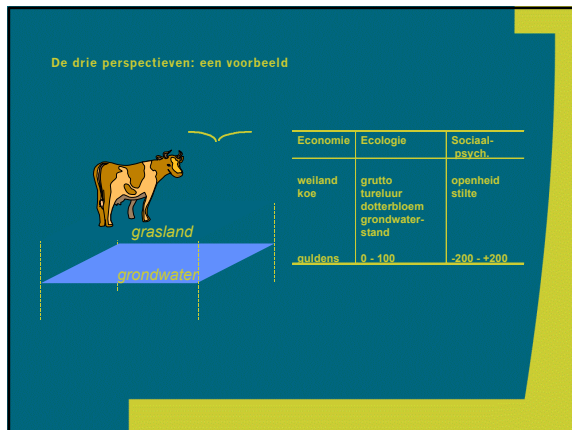 De drie perspectieven: een voorbeeld
Economie Ecologie Sociaal-
psych.
weiland grutto openheid
koe tureluur stilte
dotterbloem
grondwater-
stand
guldens 0 - 100 -200 - +200
grasland
grondwater